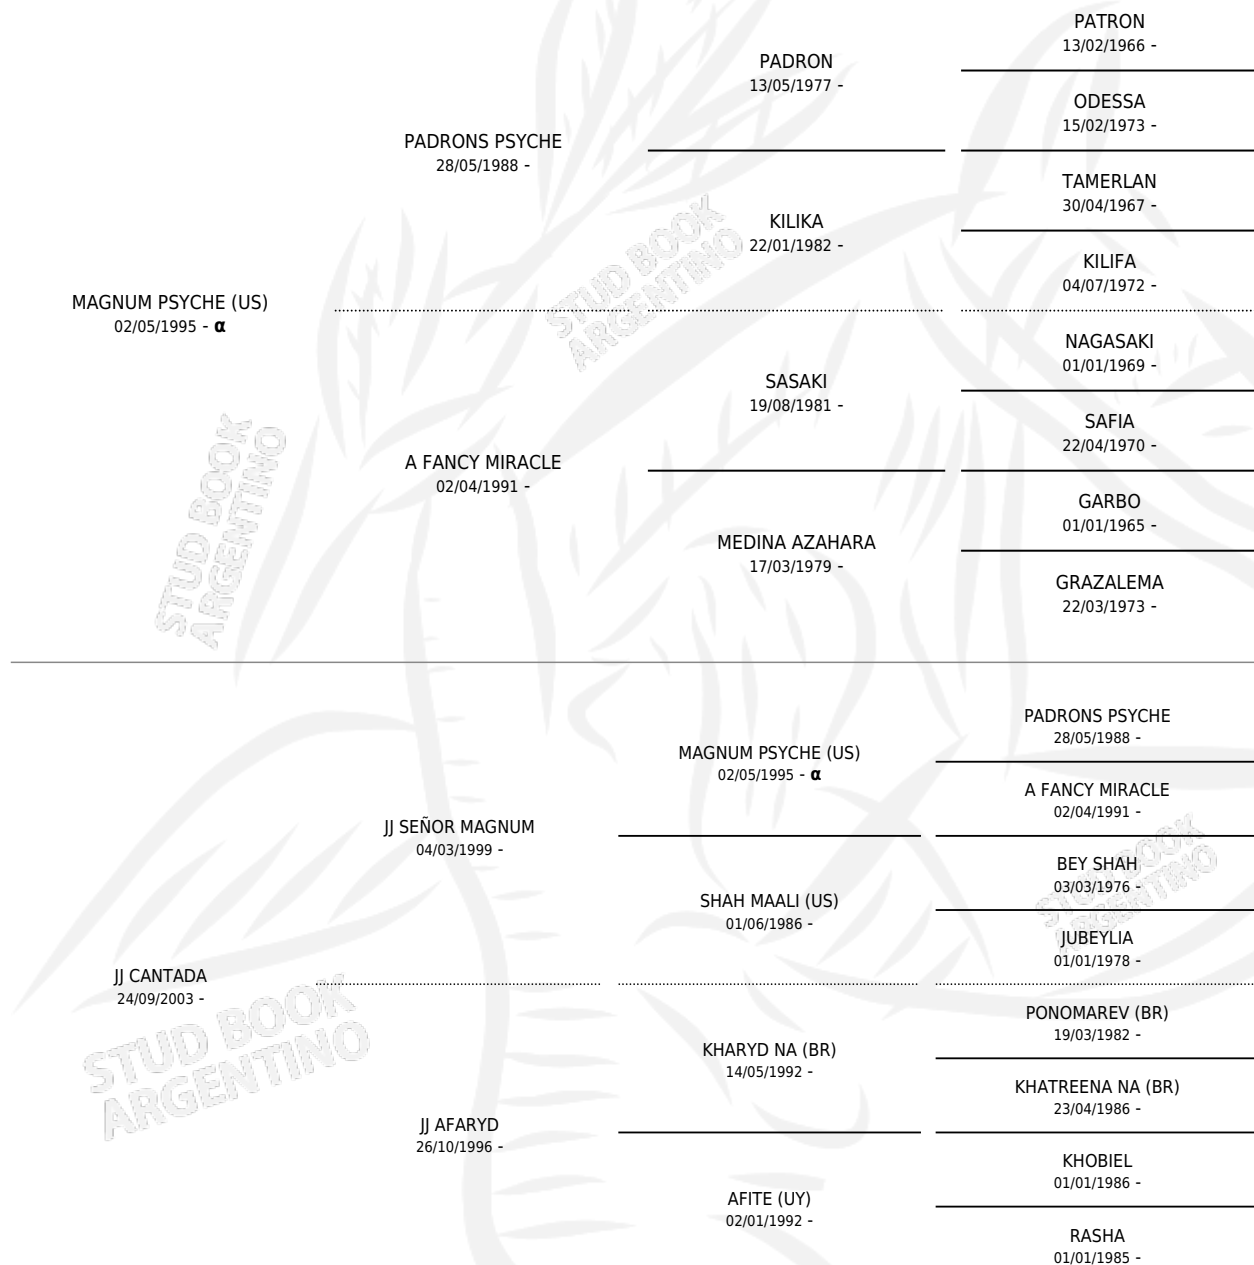 PATRON
13/02/1966 -
PADRON
13/05/1977 -
ODESSA
15/02/1973 -
PADRONS PSYCHE
28/05/1988 -
TAMERLAN
30/04/1967 -
KILIKA
22/01/1982 -
KILIFA
04/07/1972 -
MAGNUM PSYCHE (US)
02/05/1995 - α
NAGASAKI
01/01/1969 -
SASAKI
19/08/1981 -
SAFIA
22/04/1970 -
A FANCY MIRACLE
02/04/1991 -
GARBO
01/01/1965 -
MEDINA AZAHARA
17/03/1979 -
GRAZALEMA
22/03/1973 -
PADRONS PSYCHE
28/05/1988 -
MAGNUM PSYCHE (US)
02/05/1995 - α
A FANCY MIRACLE
02/04/1991 -
JJ SEÑOR MAGNUM
04/03/1999 -
BEY SHAH
03/03/1976 -
SHAH MAALI (US)
01/06/1986 -
JUBEYLIA
01/01/1978 -
JJ CANTADA
24/09/2003 -
PONOMAREV (BR)
19/03/1982 -
KHARYD NA (BR)
14/05/1992 -
KHATREENA NA (BR)
23/04/1986 -
JJ AFARYD
26/10/1996 -
KHOBIEL
01/01/1986 -
AFITE (UY)
02/01/1992 -
RASHA
01/01/1985 -
STUD BOOK
ARGENTINO
STUD BOOK
ARGENTINO
STUD BOOK
ARGENTINO
STUD BOOK
ARGENTINO